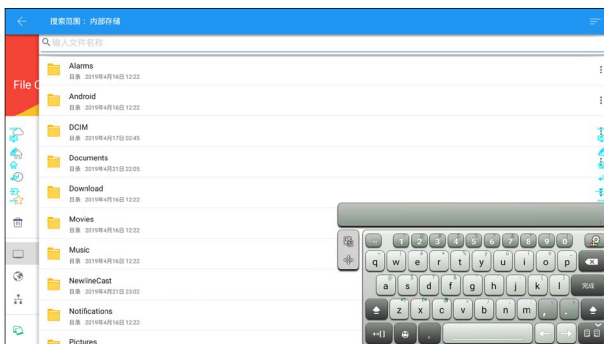 搜索范围：内部存储
输入文件名称
File
Alarms
目录 2019年4月16日 12:22
Android
目录 2019年4月16日 12:22
DCIM
目录 2019年4月17日 02:45
Documents
目录 2019年4月21日 22:05
Download
目录 2019年4月16日 12:22
Movies
目录 2019年4月16日 12:22
Music
目录 2019年4月16日 12:22
NewlineCast
目录 2019年4月21日 23:02
Notifications
目录 2019年4月16日 12:22
Pictures
1 2 3 4 5 6 7 8 9 0
q w e r t y u i o p
a s d f g h j k l 完成
z x c v b n m , .